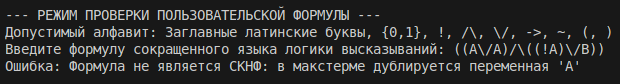 --- РЕЖИМ ПРОВЕРКИ ПОЛЬЗОВАТЕЛЬСКОЙ ФОРМУЛЫ ---
Допустимый алфавит: Заглавные латинские буквы, {0,1}, !, /\, \/, ->, ~, (, )
Введите формулу сокращенного языка логики высказываний: ((A\/A)/\((!A)\/B))
Ошибка: Формула не является СКНФ: в макстерме дублируется переменная 'A'